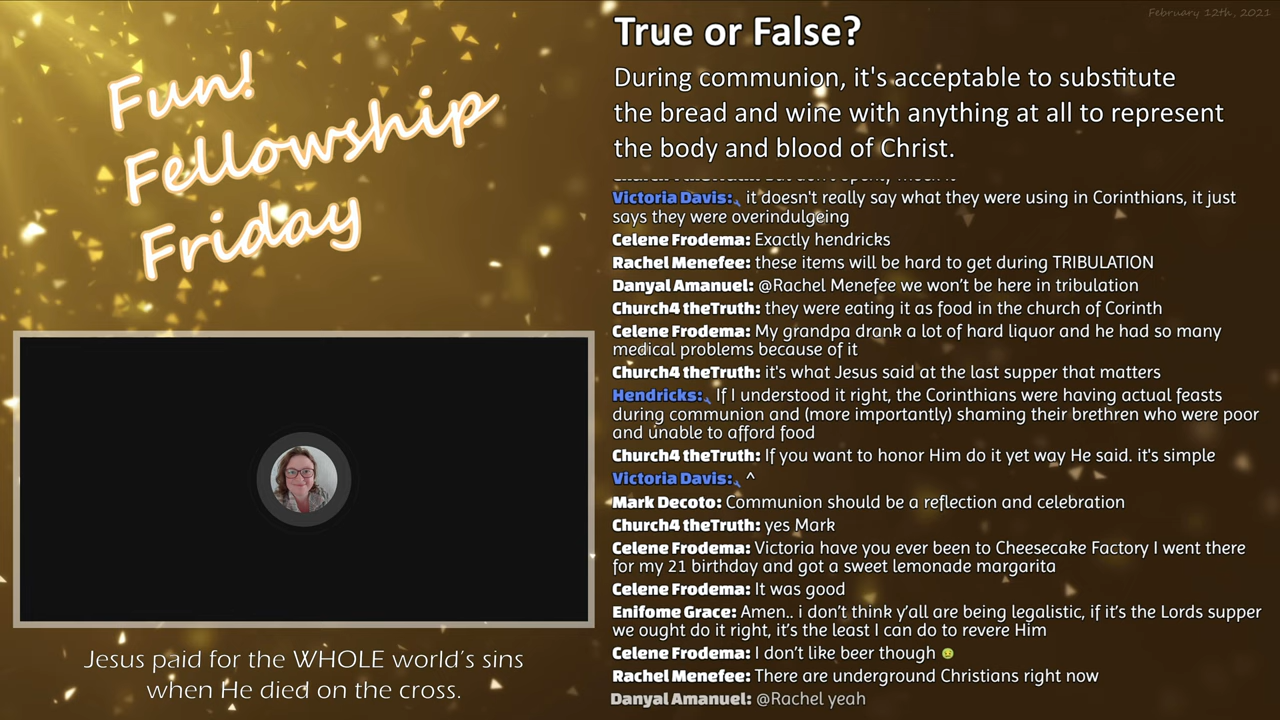 February 12th, 2021
Fun!
Fellowship
Friday
True or False?
During communion, it's acceptable to substitute
the bread and wine with anything at all to represent
the body and blood of Christ.
Victoria Davis: it doesn't really say what they were using in Corinthians, it just
says they were overindulgeing
Celene Frodema: Exactly hendricks
Rachel Menefee: these items will be hard to get during TRIBULATION
Danyal Amanuel: @Rachel Menefee we won't be here in tribulation
Church4 theTruth: they were eating it as food in the church of Corinth
Celene Frodema: My grandpa drank a lot of hard liquor and he had so many
medical problems because of it
Church4 theTruth: it's what Jesus said at the last supper that matters
Hendricks: If I understood it right, the Corinthians were having actual feasts
during communion and (more importantly) shaming their brethren who were poor
and unable to afford food
Church4 theTruth: If you want to honor Him do it yet way He said. it's simple
Victoria Davis: ^
Mark Decoto: Communion should be a reflection and celebration
Church4 theTruth: yes Mark
Celene Frodema: Victoria have you ever been to Cheesecake Factory I went there
for my 21 birthday and got a sweet lemonade margarita
Celene Frodema: It was good
Enifome Grace: Amen.. i don't think y'all are being legalistic, if it's the Lords supper
we ought do it right, it's the least I can do to revere Him
Celene Frodema: I don't like beer though 🤢
Rachel Menefee: There are underground Christians right now
Danyal Amanuel: @Rachel yeah
Jesus paid for the WHOLE world's sins
when He died on the cross.